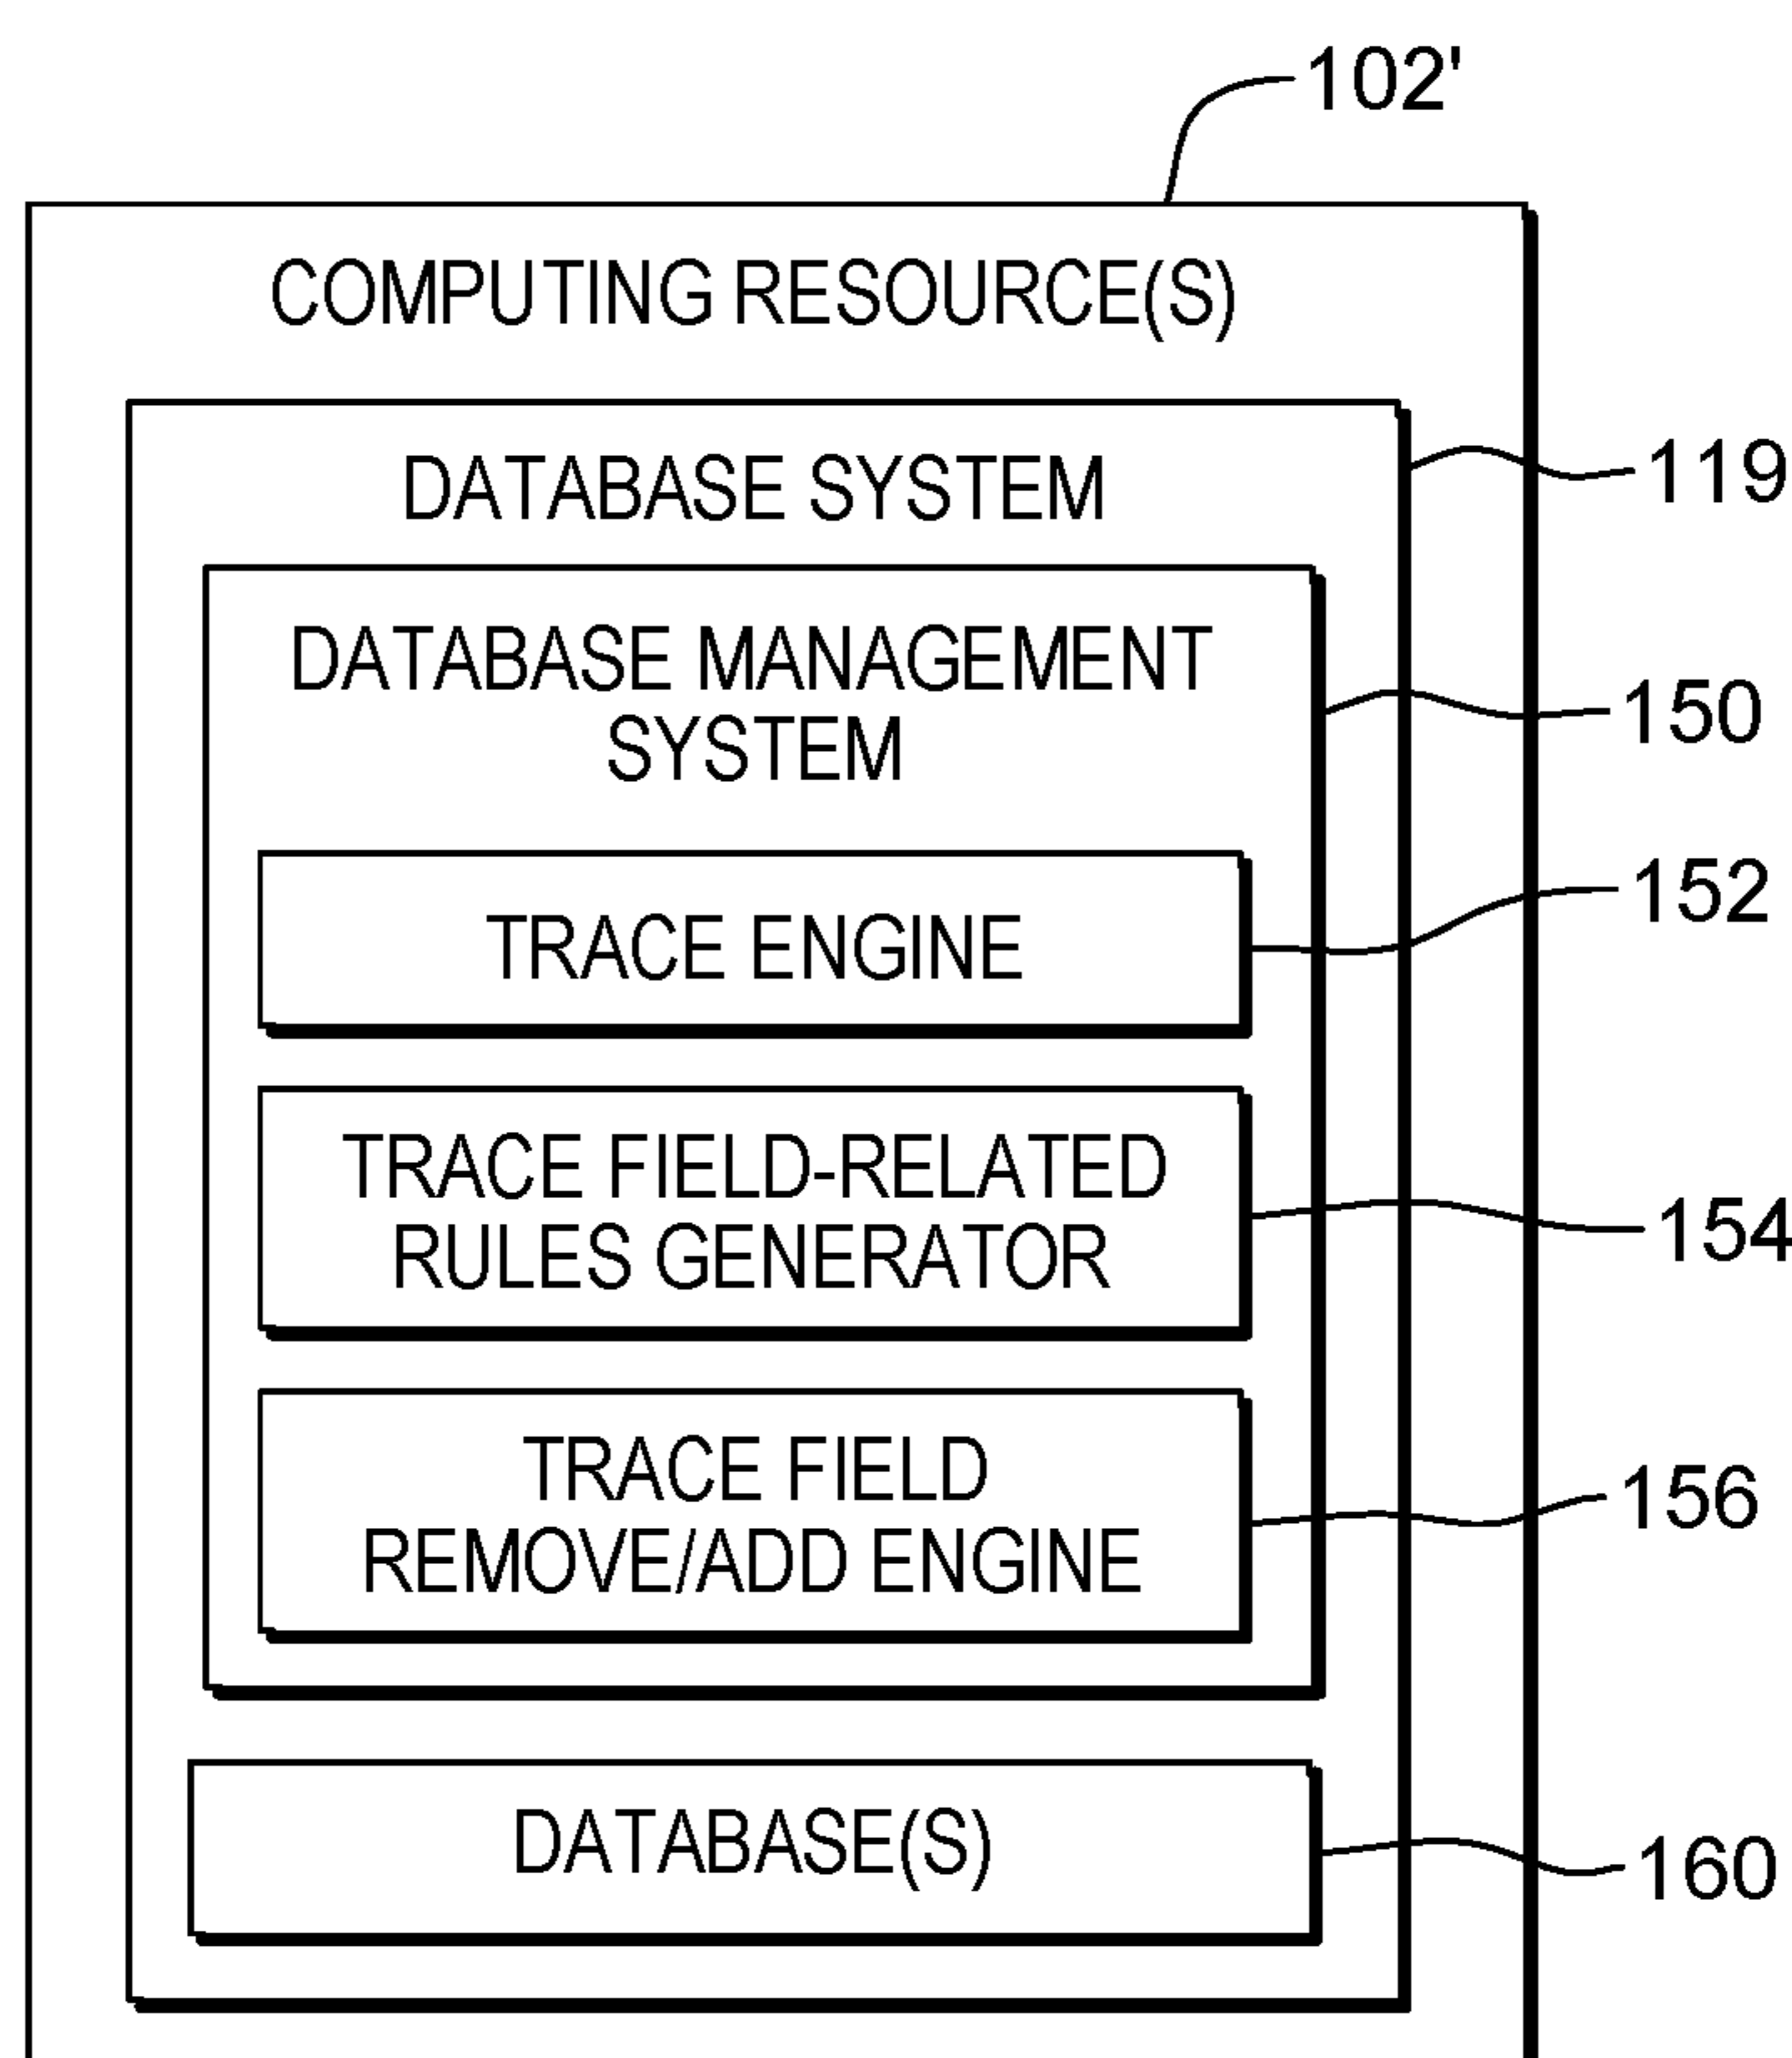 102'
COMPUTING RESOURCE(S)
DATABASE SYSTEM
119
DATABASE MANAGEMENT
SYSTEM
150
TRACE ENGINE
152
TRACE FIELD-RELATED
RULES GENERATOR
154
TRACE FIELD
REMOVE/ADD ENGINE
156
DATABASE(S)
160